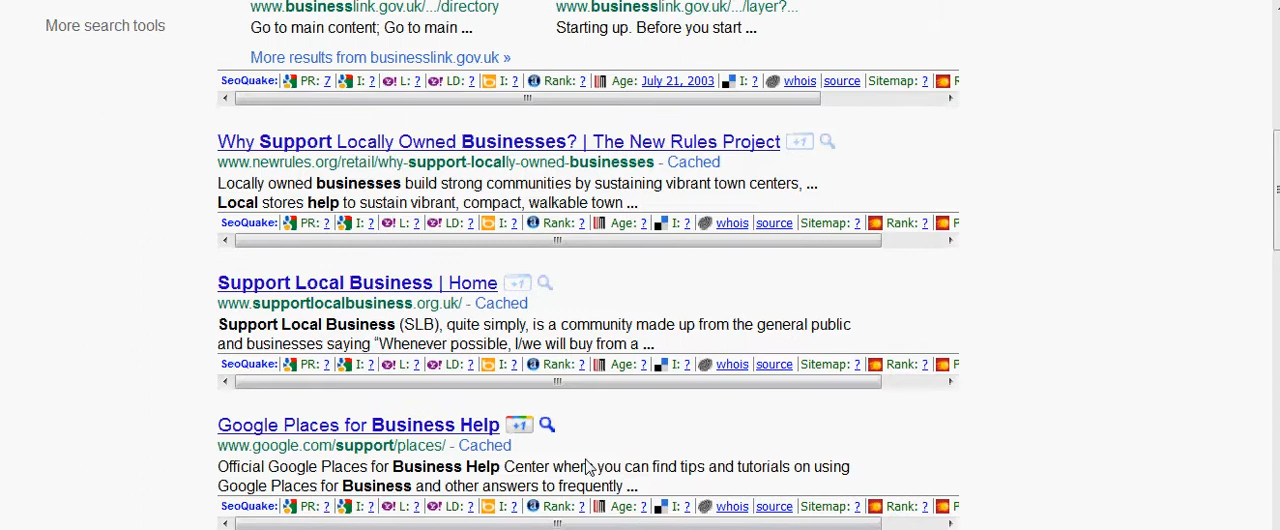 More search tools
www.businesslink.gov.uk/.../directory www.businesslink.gov.uk/.../layer?...
Go to main content; Go to main ... Starting up. Before you start ...
More results from businesslink.gov.uk »
SeoQuake: PR: ? I: ? L: ? LD: ? I: ? Rank: ? Age: July 21, 2003 I: ? whois source Sitemap: ? F
Why Support Locally Owned Businesses? | The New Rules Project +1
www.newrules.org/retail/why-support-locally-owned-businesses - Cached
Locally owned businesses build strong communities by sustaining vibrant town centers, ...
Local stores help to sustain vibrant, compact, walkable town ...
SeoQuake: PR: ? I: ? L: ? LD: ? I: ? Rank: ? Age: ? I: ? whois source Sitemap: ? Rank: ? P
Support Local Business | Home +1
www.supportlocalbusiness.org.uk/ - Cached
Support Local Business (SLB), quite simply, is a community made up from the general public
and businesses saying “Whenever possible, I/we will buy from a ...
SeoQuake: PR: ? I: ? L: ? LD: ? I: ? Rank: ? Age: ? I: ? whois source Sitemap: ? Rank: ? P
Google Places for Business Help +1
www.google.com/support/places/ - Cached
Official Google Places for Business Help Center where you can find tips and tutorials on using
Google Places for Business and other answers to frequently ...
SeoQuake: PR: ? I: ? L: ? LD: ? I: ? Rank: ? Age: ? I: ? whois source Sitemap: ? Rank: ? P